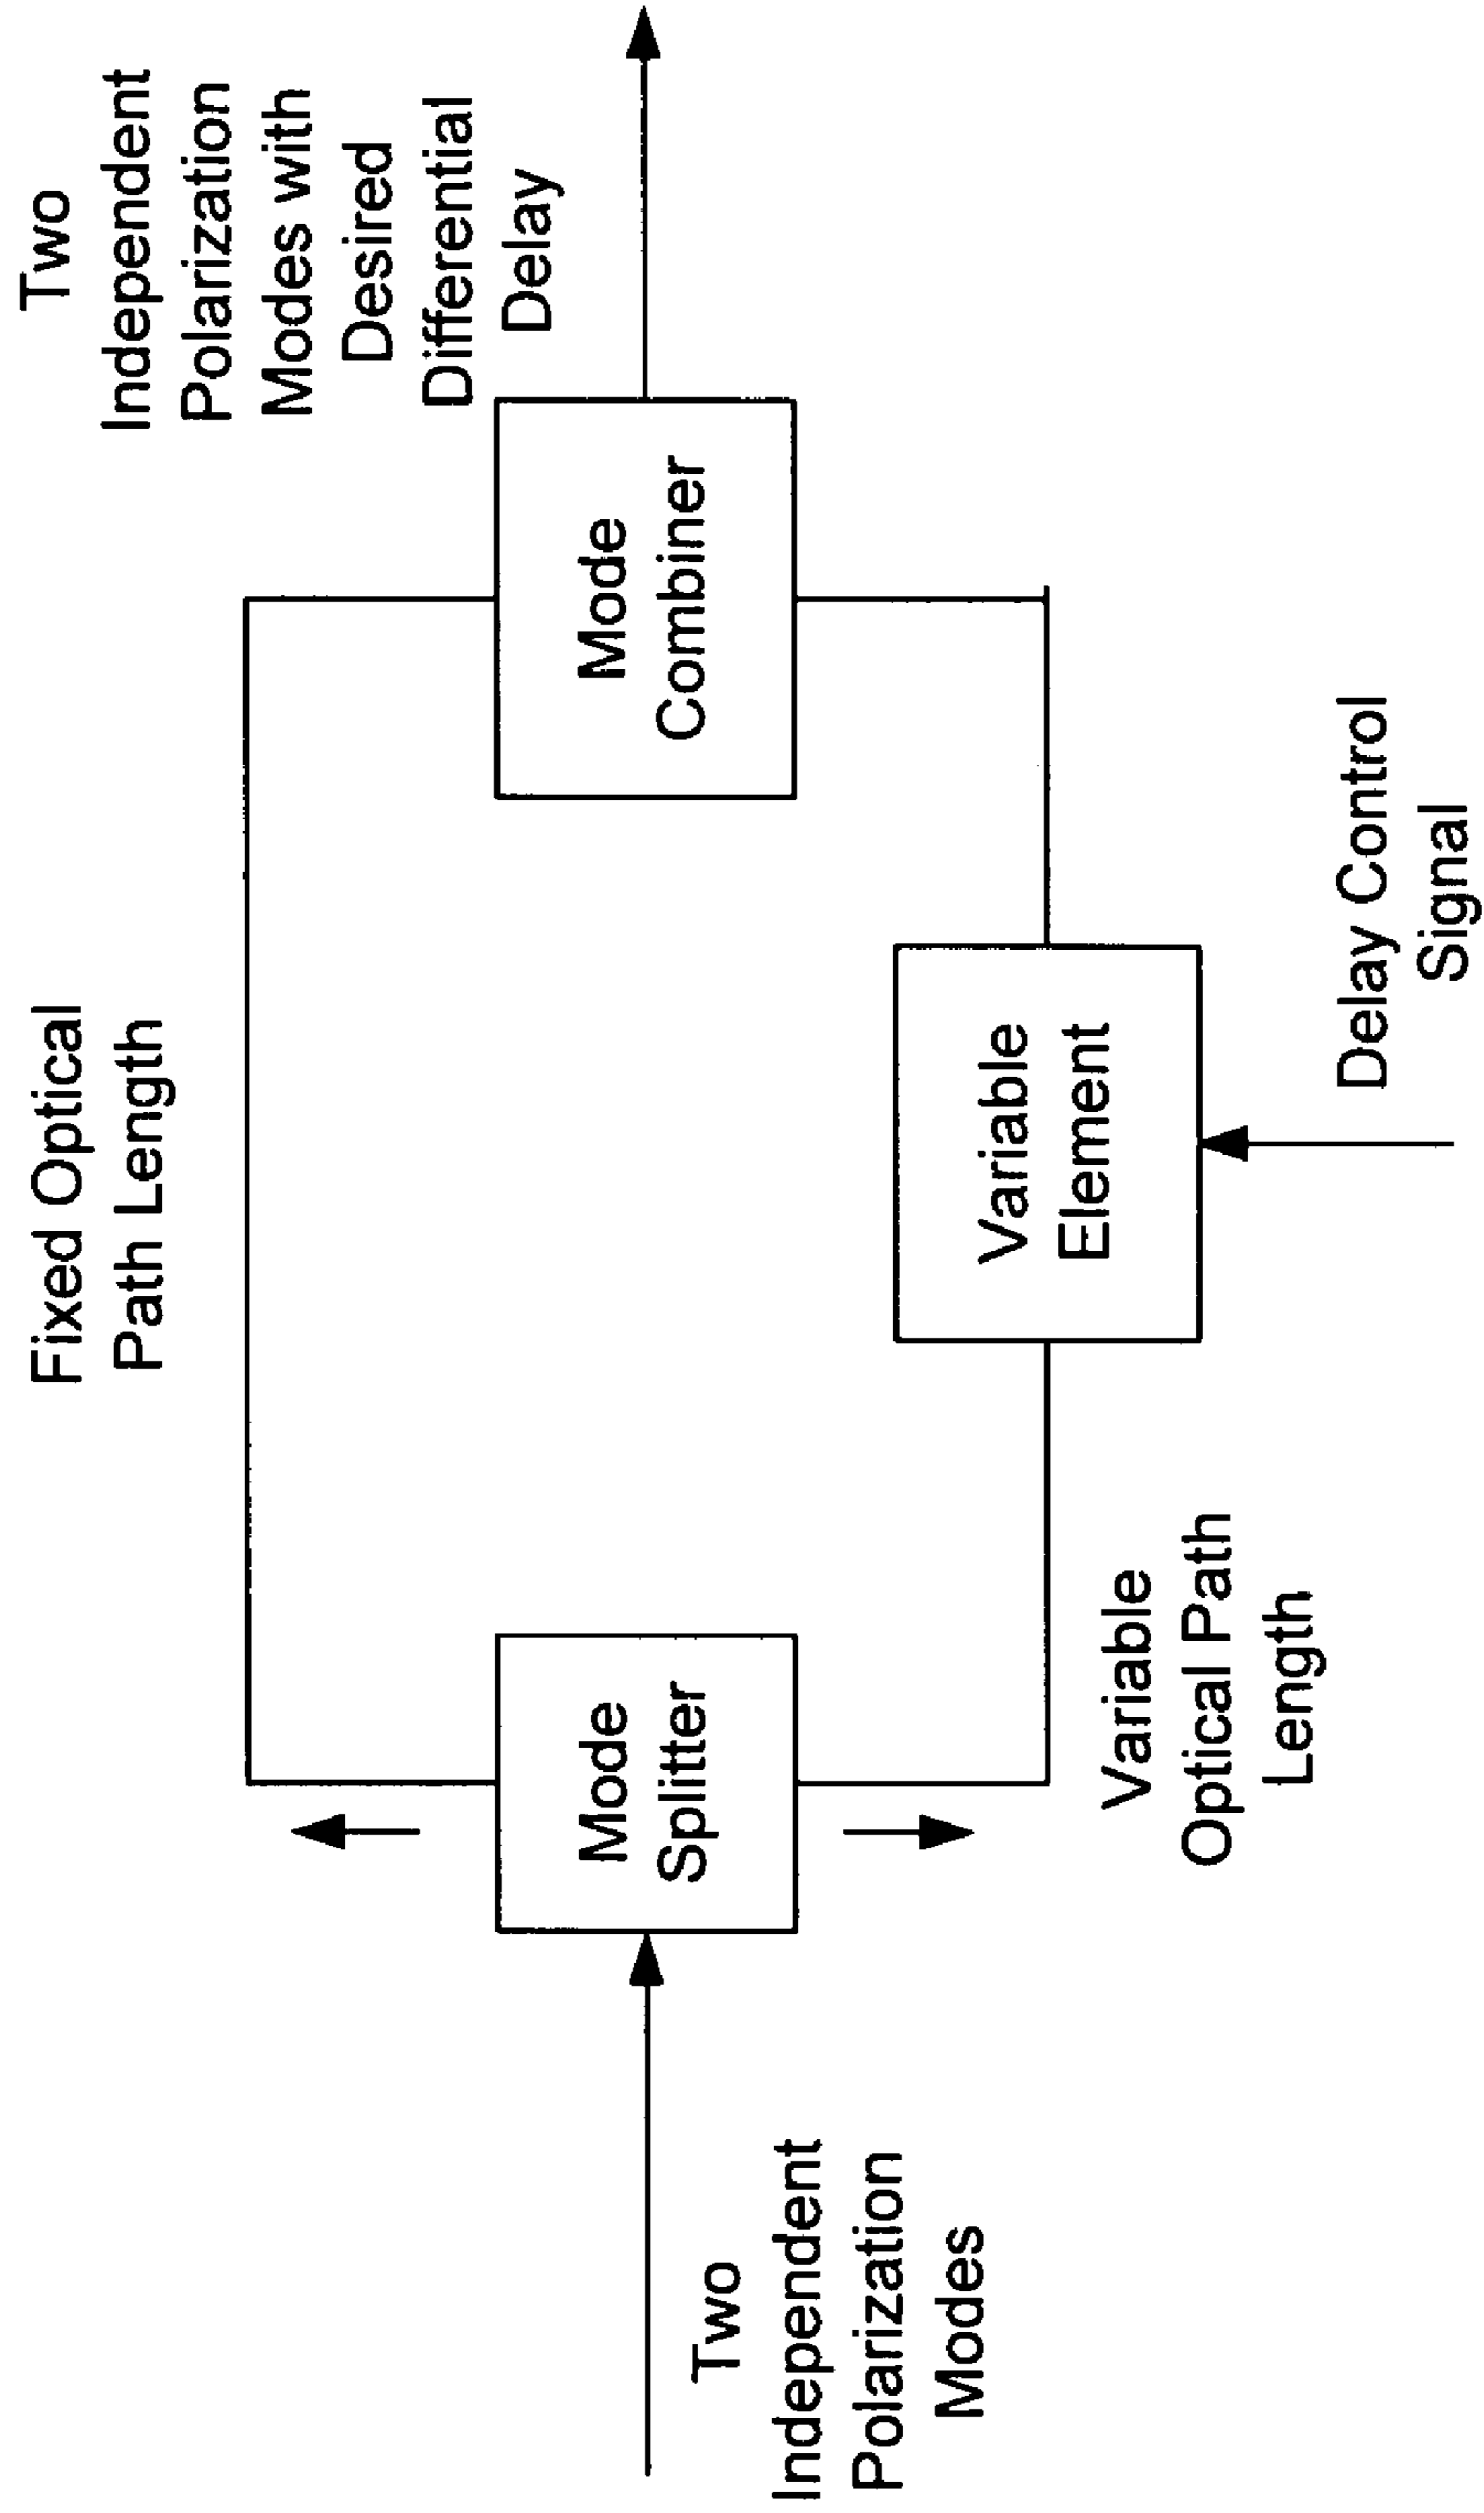 Two
Independent
Polarization
Modes
Mode
Splitter
Fixed Optical
Path Length
Variable
Optical Path
Length
Variable
Element
Delay Control
Signal
Mode
Combiner
Two
Independent
Polarization
Modes with
Desired
Differential
Delay